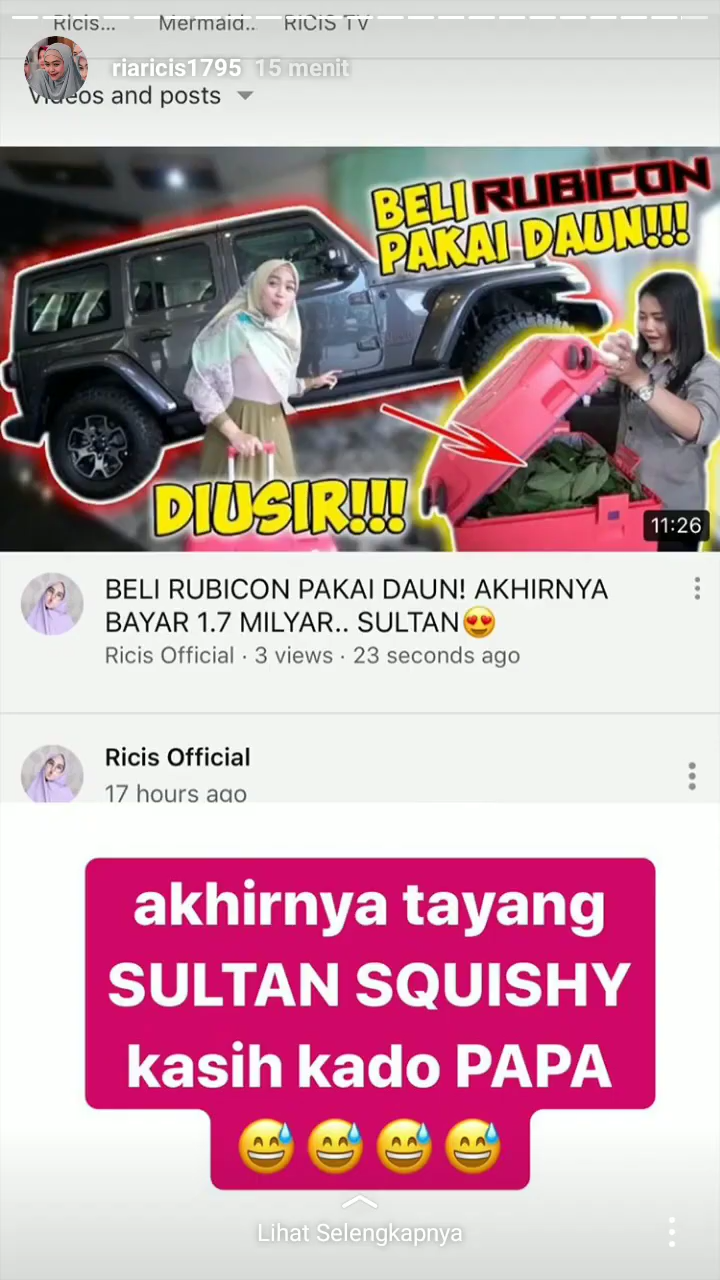 Ricis...
Mermaid..
RICIS TV
riaricis1795 15 menit
Videos and posts
BELI RUBICON
PAKAI DAUN!!!
DIUSIR!!!
11:26
BELI RUBICON PAKAI DAUN! AKHIRNYA
BAYAR 1.7 MILYAR.. SULTAN😍
Ricis Official · 3 views · 23 seconds ago
Ricis Official
17 hours ago
akhirnya tayang
SULTAN SQUISHY
kasih kado PAPA
😅😅😅😅
Lihat Selengkapnya